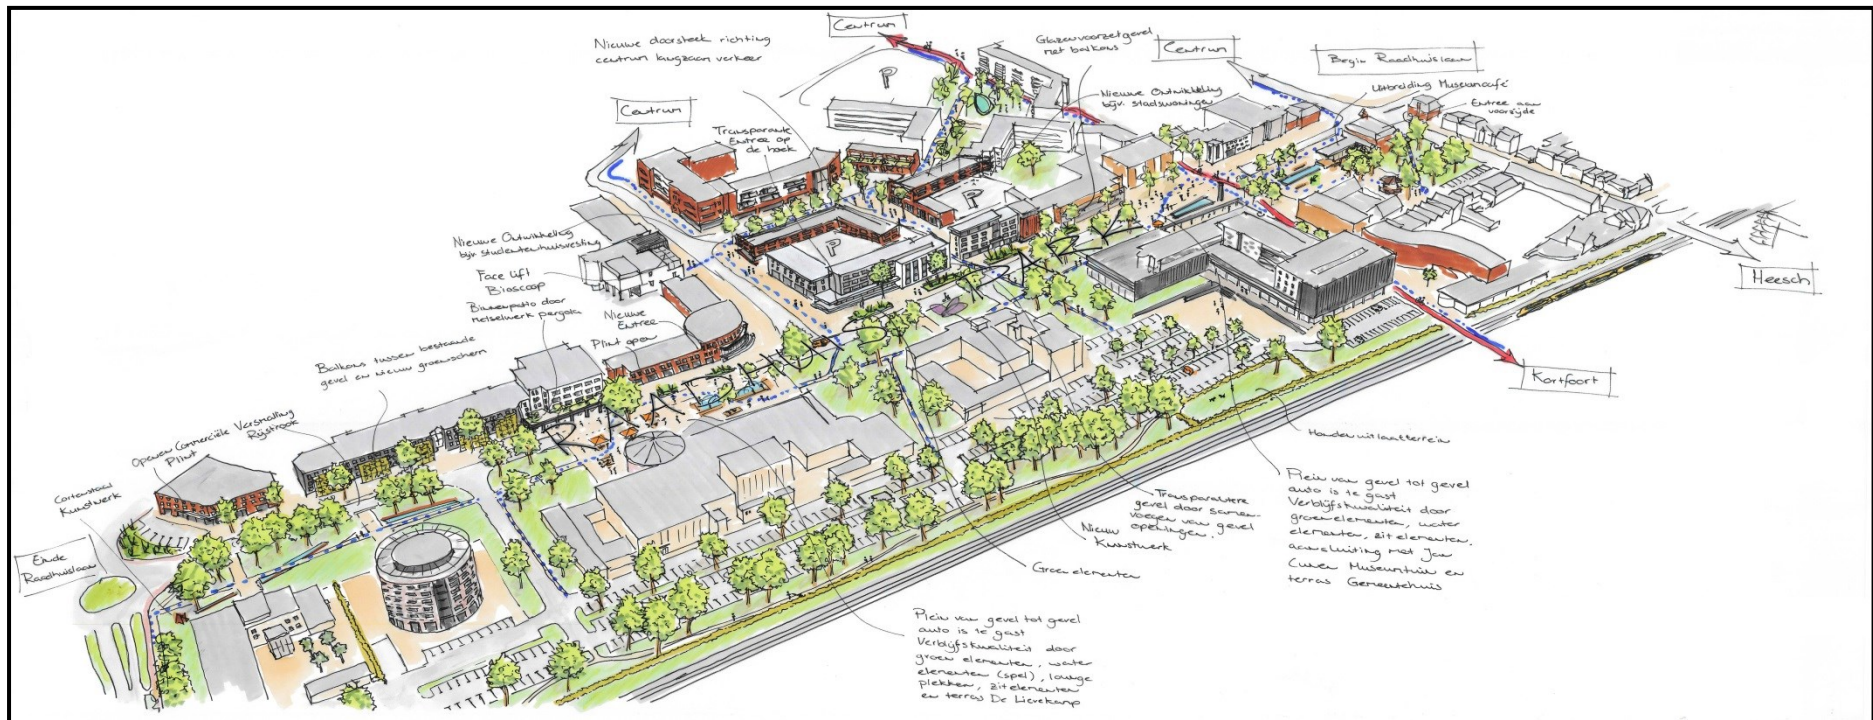 Centrum
Nieuwe doorsteek richting
centrum langzaam verkeer
P
Glazen voorzetgevel
met balkons
Centrum
Begin Raadhuislaan
Uitbreiding Museumcafé
Entree aan
voorzijde
Nieuwe Ontwikkeling
bijv. stadswoningen
Centrum
Transparante
Entree op
de hoek
P
P
Nieuwe Ontwikkeling
bijv. studentenhuisvesting
Face Lift
Bioscoop
Binnenpatio door
metselwerk pergola
Nieuwe
Entree
Plint open
Heesch
Kortfoort
Balkons tussen bestaande
gevel en nieuw groenscherm
Versmalling
Rijstrook
Openen Commerciële
Plint
Cortenstaal
Kunstwerk
Einde
Raadhuislaan
Hondenuitlaatterrein
Plein van gevel tot gevel
auto is te gast
Verblijfskwaliteit door
groenelementen, water
elementen, zitelementen,
aansluiting met Jan
Cunen Museumtuin en
terras Gemeentehuis
Transparantere
gevel door samen-
voegen van gevel
openingen.
Nieuw
Kunstwerk
Groen elementen
Plein van gevel tot gevel
auto is te gast
Verblijfskwaliteit door
groen elementen, water
elementen (spel), lounge
plekken, zitelementen
en terras De Lievekamp